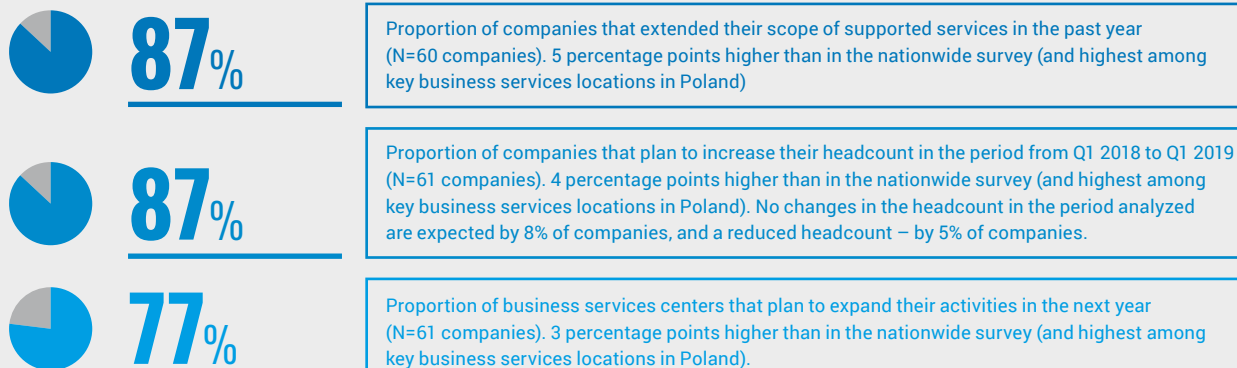 87%
Proportion of companies that extended their scope of supported services in the past year
(N=60 companies). 5 percentage points higher than in the nationwide survey (and highest among
key business services locations in Poland)
87%
Proportion of companies that plan to increase their headcount in the period from Q1 2018 to Q1 2019
(N=61 companies). 4 percentage points higher than in the nationwide survey (and highest among
key business services locations in Poland). No changes in the headcount in the period analyzed
are expected by 8% of companies, and a reduced headcount – by 5% of companies.
77%
Proportion of business services centers that plan to expand their activities in the next year
(N=61 companies). 3 percentage points higher than in the nationwide survey (and highest among
key business services locations in Poland).